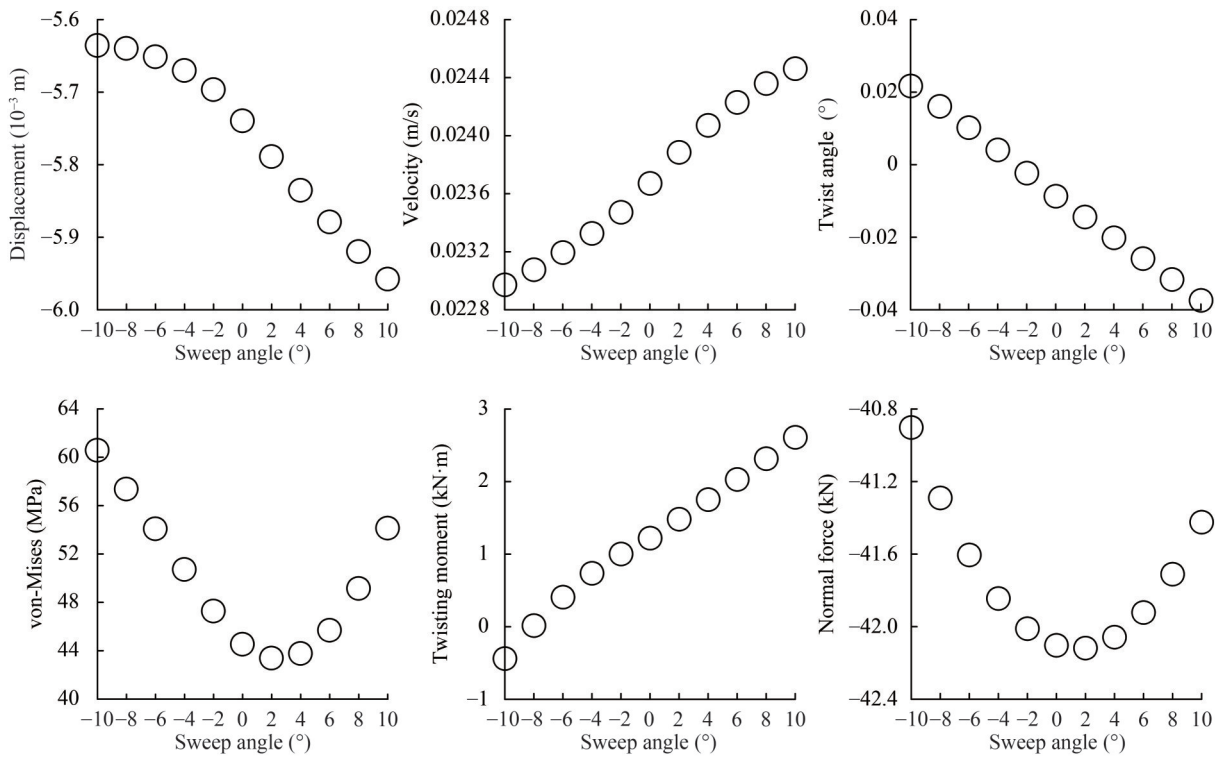 Displacement (10⁻³ m)
−5.6
−5.7
−5.8
−5.9
−6.0
−10 −8 −6 −4 −2 0 2 4 6 8 10
Sweep angle (°)
Velocity (m/s)
0.0248
0.0244
0.0240
0.0236
0.0232
0.0228
−10 −8 −6 −4 −2 0 2 4 6 8 10
Sweep angle (°)
Twist angle (°)
0.04
0.02
0
−0.02
−0.04
−10 −8 −6 −4 −2 0 2 4 6 8 10
Sweep angle (°)
von-Mises (MPa)
64
60
56
52
48
44
40
−10 −8 −6 −4 −2 0 2 4 6 8 10
Sweep angle (°)
Twisting moment (kN·m)
3
2
1
0
−1
−10 −8 −6 −4 −2 0 2 4 6 8 10
Sweep angle (°)
Normal force (kN)
−40.8
−41.2
−41.6
−42.0
−42.4
−10 −8 −6 −4 −2 0 2 4 6 8 10
Sweep angle (°)